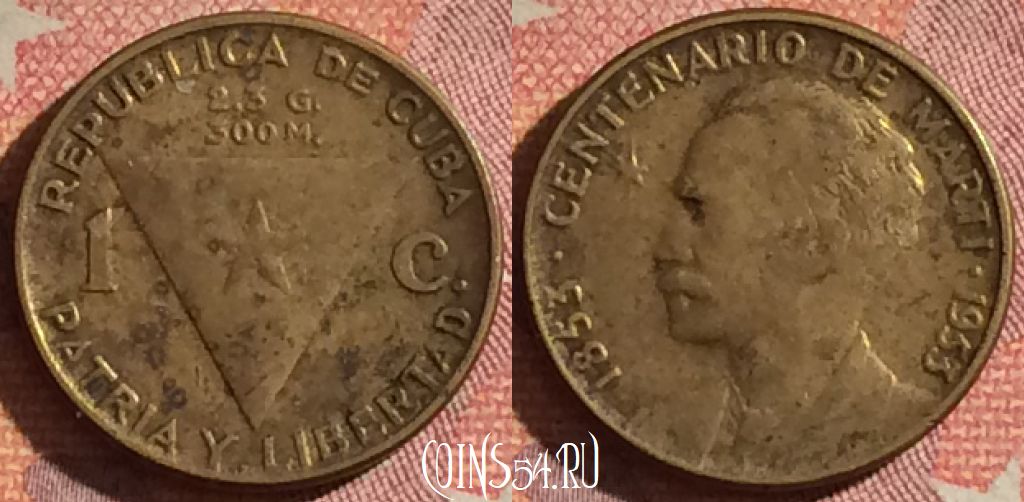 REPUBLICA DE CUBA
2.5 G.
300 M.
1 C.
PATRIA Y LIBERTAD
1853 · CENTENARIO DE MARTI · 1953
COINS54.RU